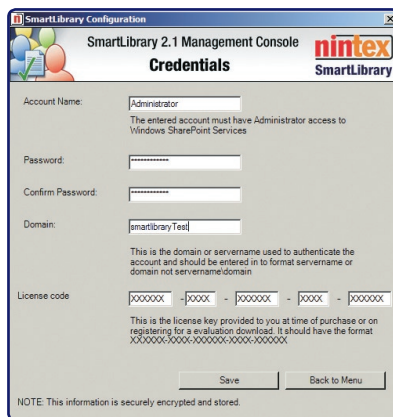 SmartLibrary Configuration
SmartLibrary 2.1 Management Console
Credentials
nintex
SmartLibrary
Account Name:
Administrator
The entered account must have Administrator access to
Windows SharePoint Services
Password:
************
Confirm Password:
************
Domain:
smartlibraryTest
This is the domain or servername used to authenticate the
account and should be entered in to format servername or
domain not servername\domain
License code
XXXXXX - XXXX - XXXXXX - XXXX - XXXXXX
This is the license key provided to you at time of purchase or on
registering for a evaluation download. It should have the format
XXXXXX-XXXX-XXXXXX-XXXX-XXXXXX
Save
Back to Menu
NOTE: This information is securely encrypted and stored.